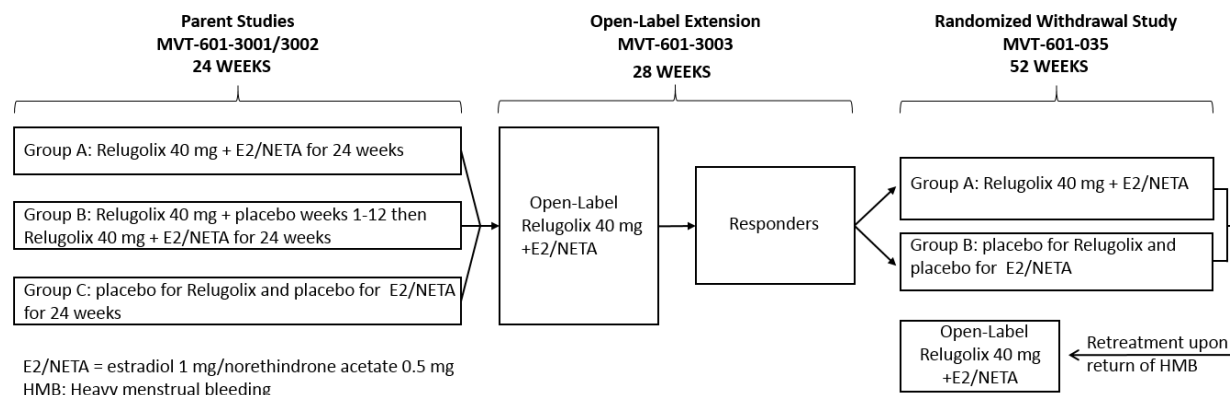 Parent Studies
MVT-601-3001/3002
24 WEEKS
Open-Label Extension
MVT-601-3003
28 WEEKS
Randomized Withdrawal Study
MVT-601-035
52 WEEKS
Group A: Relugolix 40 mg + E2/NETA for 24 weeks
Group B: Relugolix 40 mg + placebo weeks 1-12 then
Relugolix 40 mg + E2/NETA for 24 weeks
Group C: placebo for Relugolix and placebo for E2/NETA
for 24 weeks
Open-Label
Relugolix 40 mg
+E2/NETA
Responders
Group A: Relugolix 40 mg + E2/NETA
Group B: placebo for Relugolix and
placebo for E2/NETA
Open-Label
Relugolix 40 mg
+E2/NETA
Retreatment upon
return of HMB
E2/NETA = estradiol 1 mg/norethindrone acetate 0.5 mg
HMB: Heavy menstrual bleeding